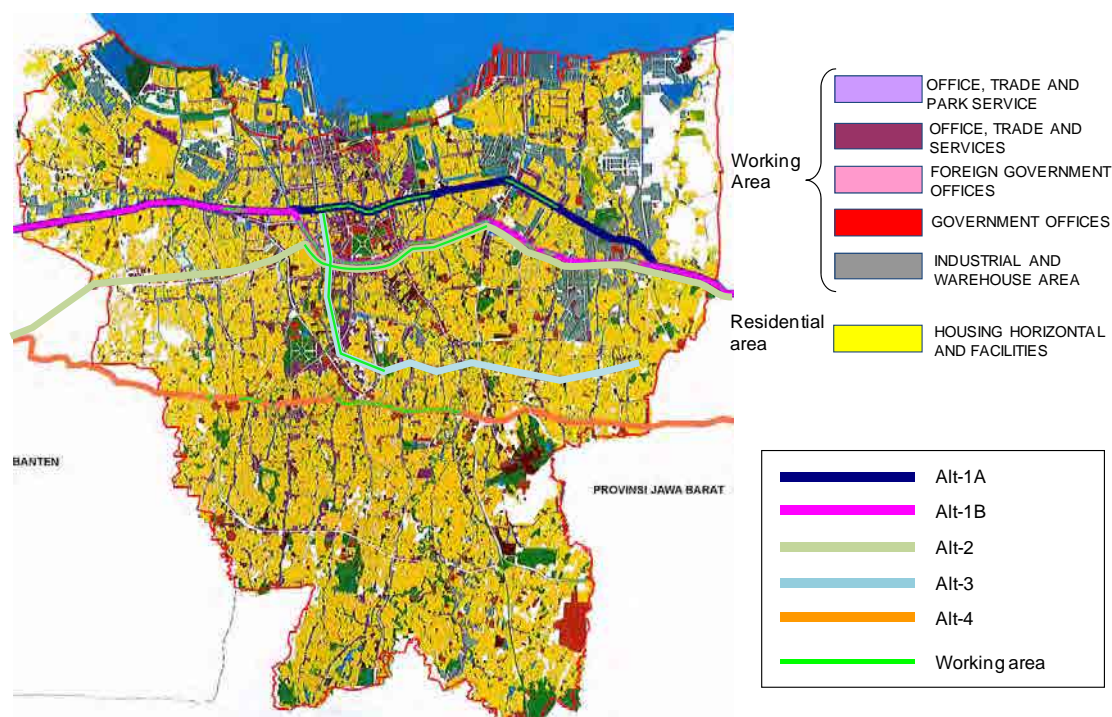 OFFICE, TRADE AND
PARK SERVICE
OFFICE, TRADE AND
SERVICES
Working
Area
FOREIGN GOVERNMENT
OFFICES
GOVERNMENT OFFICES
INDUSTRIAL AND
WAREHOUSE AREA
Residential
area
HOUSING HORIZONTAL
AND FACILITIES
BANTEN
PROVINSI JAWA BARAT
Alt-1A
Alt-1B
Alt-2
Alt-3
Alt-4
Working area